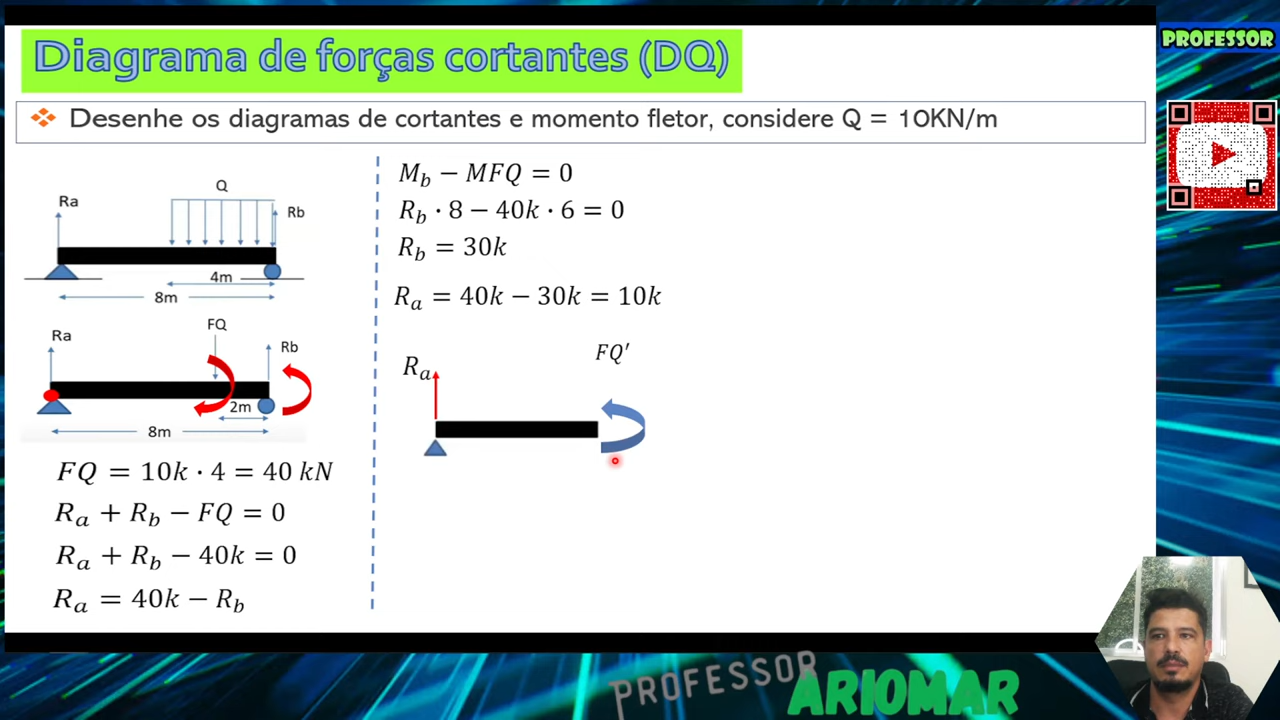 Diagrama de forças cortantes (DQ)
PROFESSOR
❖ Desenhe os diagramas de cortantes e momento fletor, considere Q = 10KN/m
Q
Ra
Rb
4m
8m
FQ
Ra
Rb
2m
8m
FQ = 10k · 4 = 40 kN
Ra + Rb − FQ = 0
Ra + Rb − 40k = 0
Ra = 40k − Rb
Mb − MFQ = 0
Rb · 8 − 40k · 6 = 0
Rb = 30k
Ra = 40k − 30k = 10k
FQ′
Ra
PROFESSOR
ARIOMAR